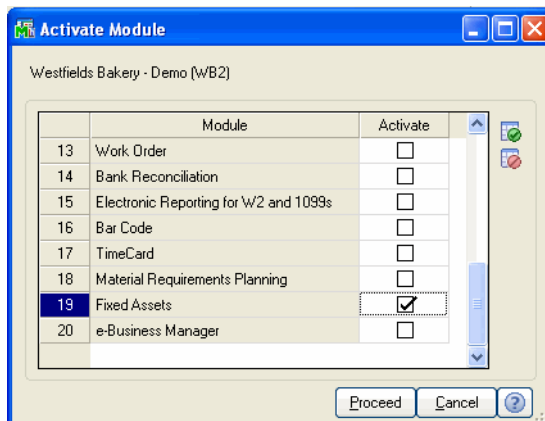 Activate Module
Westfields Bakery - Demo (WB2)
Module Activate
13 Work Order
14 Bank Reconciliation
15 Electronic Reporting for W2 and 1099s
16 Bar Code
17 TimeCard
18 Material Requirements Planning
19 Fixed Assets
20 e-Business Manager
Proceed Cancel ?